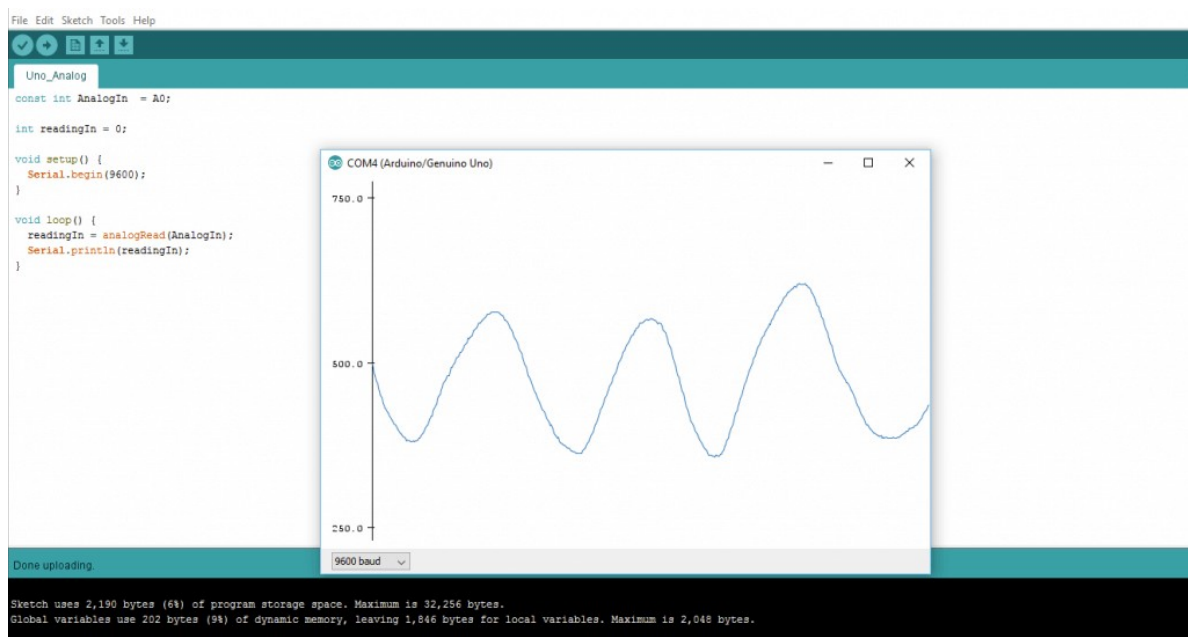 File Edit Sketch Tools Help
Uno_Analog
const int AnalogIn = A0;
int readingIn = 0;
void setup() {
Serial.begin(9600);
}
void loop() {
readingIn = analogRead(AnalogIn);
Serial.println(readingIn);
}
COM4 (Arduino/Genuino Uno)
750.0
500.0
250.0
9600 baud
Done uploading.
Sketch uses 2,190 bytes (6%) of program storage space. Maximum is 32,256 bytes.
Global variables use 202 bytes (9%) of dynamic memory, leaving 1,846 bytes for local variables. Maximum is 2,048 bytes.